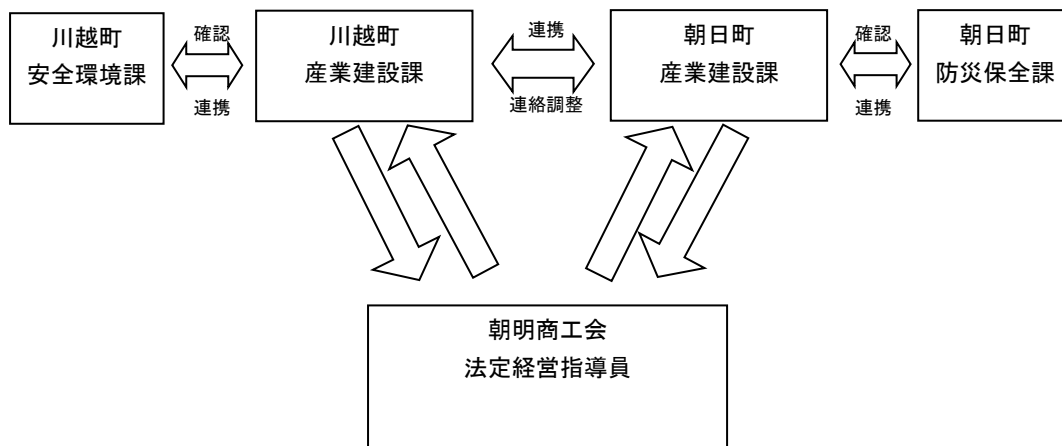 川越町
安全環境課
確認
連携
川越町
産業建設課
連携
連絡調整
朝日町
産業建設課
確認
連携
朝日町
防災保全課
朝明商工会
法定経営指導員